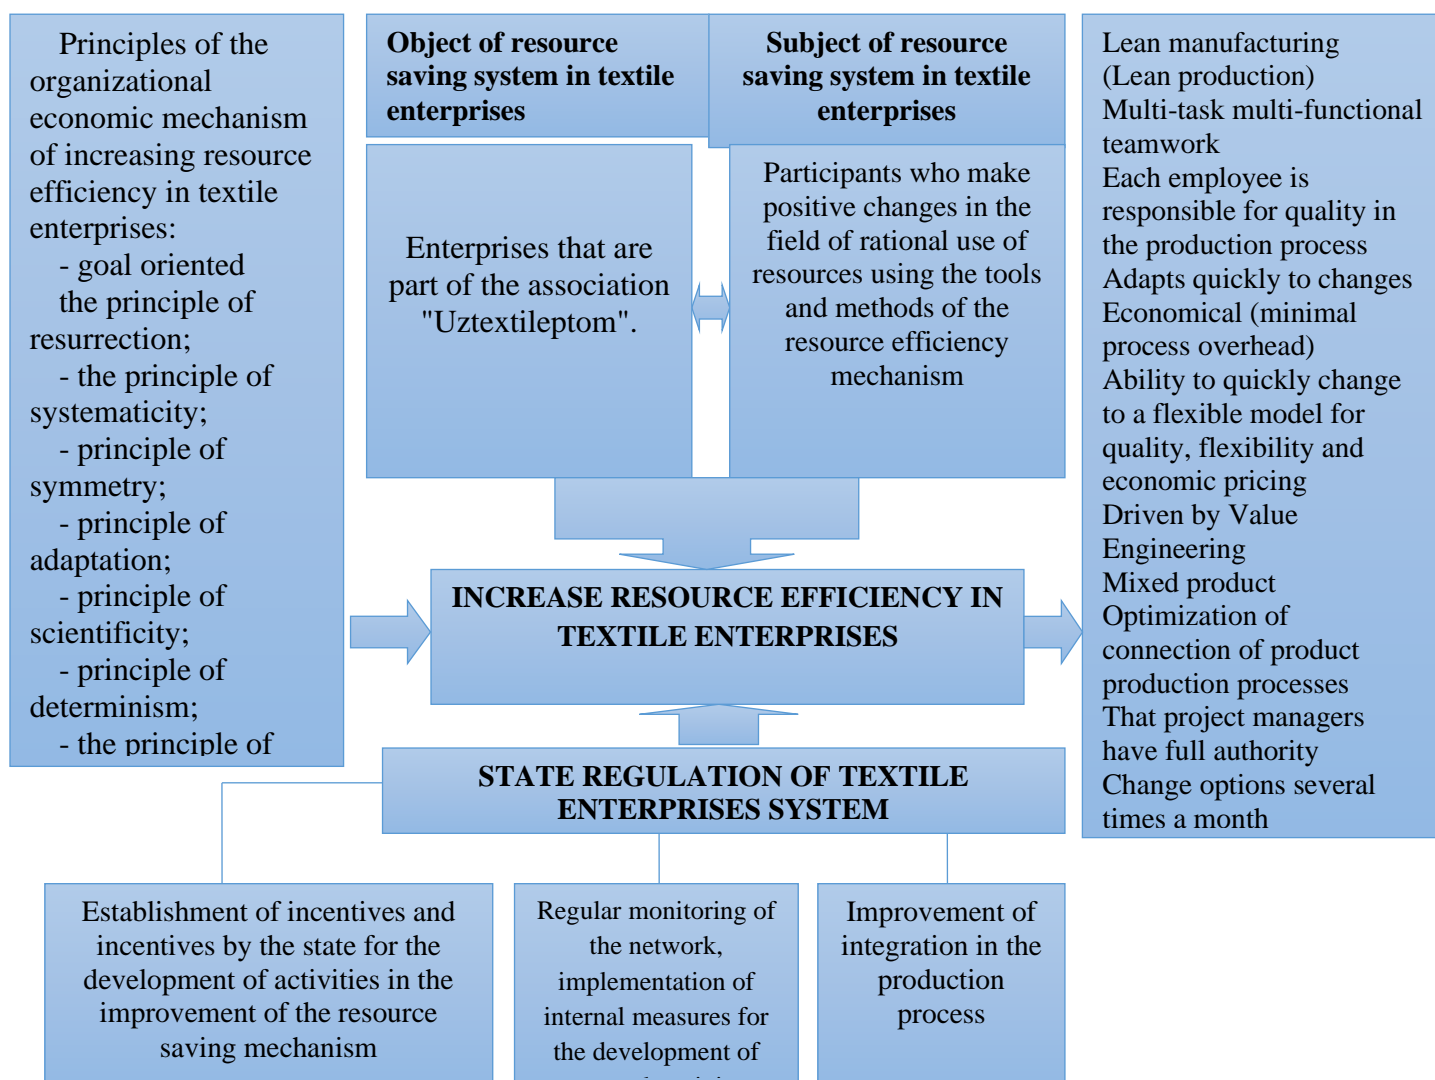 Principles of the
organizational
economic mechanism
of increasing resource
efficiency in textile
enterprises:
- goal oriented
the principle of
resurrection;
- the principle of
systematicity;
- principle of
symmetry;
- principle of
adaptation;
- principle of
scientificity;
- principle of
determinism;
- the principle of
Object of resource
saving system in textile
enterprises
Subject of resource
saving system in textile
enterprises
Enterprises that are
part of the association
"Uztextileptom".
Participants who make
positive changes in the
field of rational use of
resources using the tools
and methods of the
resource efficiency
mechanism
Lean manufacturing
(Lean production)
Multi-task multi-functional
teamwork
Each employee is
responsible for quality in
the production process
Adapts quickly to changes
Economical (minimal
process overhead)
Ability to quickly change
to a flexible model for
quality, flexibility and
economic pricing
Driven by Value
Engineering
Mixed product
Optimization of
connection of product
production processes
That project managers
have full authority
Change options several
times a month
INCREASE RESOURCE EFFICIENCY IN
TEXTILE ENTERPRISES
STATE REGULATION OF TEXTILE
ENTERPRISES SYSTEM
Establishment of incentives and
incentives by the state for the
development of activities in the
improvement of the resource
saving mechanism
Regular monitoring of
the network,
implementation of
internal measures for
the development of
Improvement of
integration in the
production
process